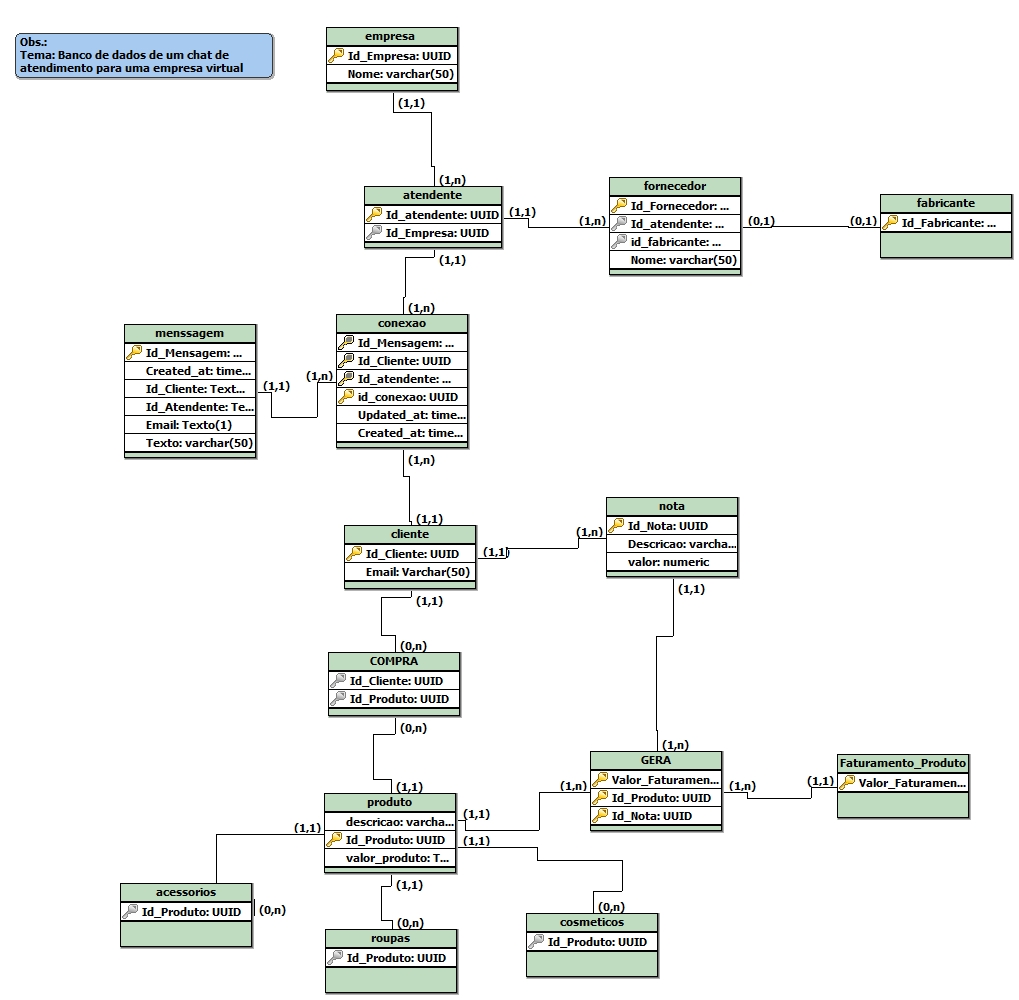 Obs.:
Tema: Banco de dados de um chat de
atendimento para uma empresa virtual
empresa
Id_Empresa: UUID
Nome: varchar(50)
(1,1)
(1,n)
atendente
Id_atendente: UUID
Id_Empresa: UUID
(1,1)
(1,n)
fornecedor
Id_Fornecedor: ...
Id_atendente: ...
id_fabricante: ...
Nome: varchar(50)
(0,1)
(0,1)
fabricante
Id_Fabricante: ...
(1,1)
(1,n)
menssagem
Id_Mensagem: ...
Created_at: time...
Id_Cliente: Text...
Id_Atendente: Te...
Email: Texto(1)
Texto: varchar(50)
(1,1)
(1,n)
conexao
Id_Mensagem: ...
Id_Cliente: UUID
Id_atendente: ...
id_conexao: UUID
Updated_at: time...
Created_at: time...
(1,n)
(1,1)
cliente
Id_Cliente: UUID
Email: Varchar(50)
(1,1)
(1,n)
nota
Id_Nota: UUID
Descricao: varcha...
valor: numeric
(1,1)
(1,1)
(0,n)
COMPRA
Id_Cliente: UUID
Id_Produto: UUID
(0,n)
(1,1)
(1,n)
GERA
Valor_Faturamen...
Id_Produto: UUID
Id_Nota: UUID
(1,n)
(1,n)
(1,1)
Faturamento_Produto
Valor_Faturamen...
produto
descricao: varcha...
Id_Produto: UUID
valor_produto: T...
(1,1)
(1,1)
(1,1)
(1,1)
acessorios
Id_Produto: UUID
(0,n)
(0,n)
roupas
Id_Produto: UUID
(0,n)
cosmeticos
Id_Produto: UUID